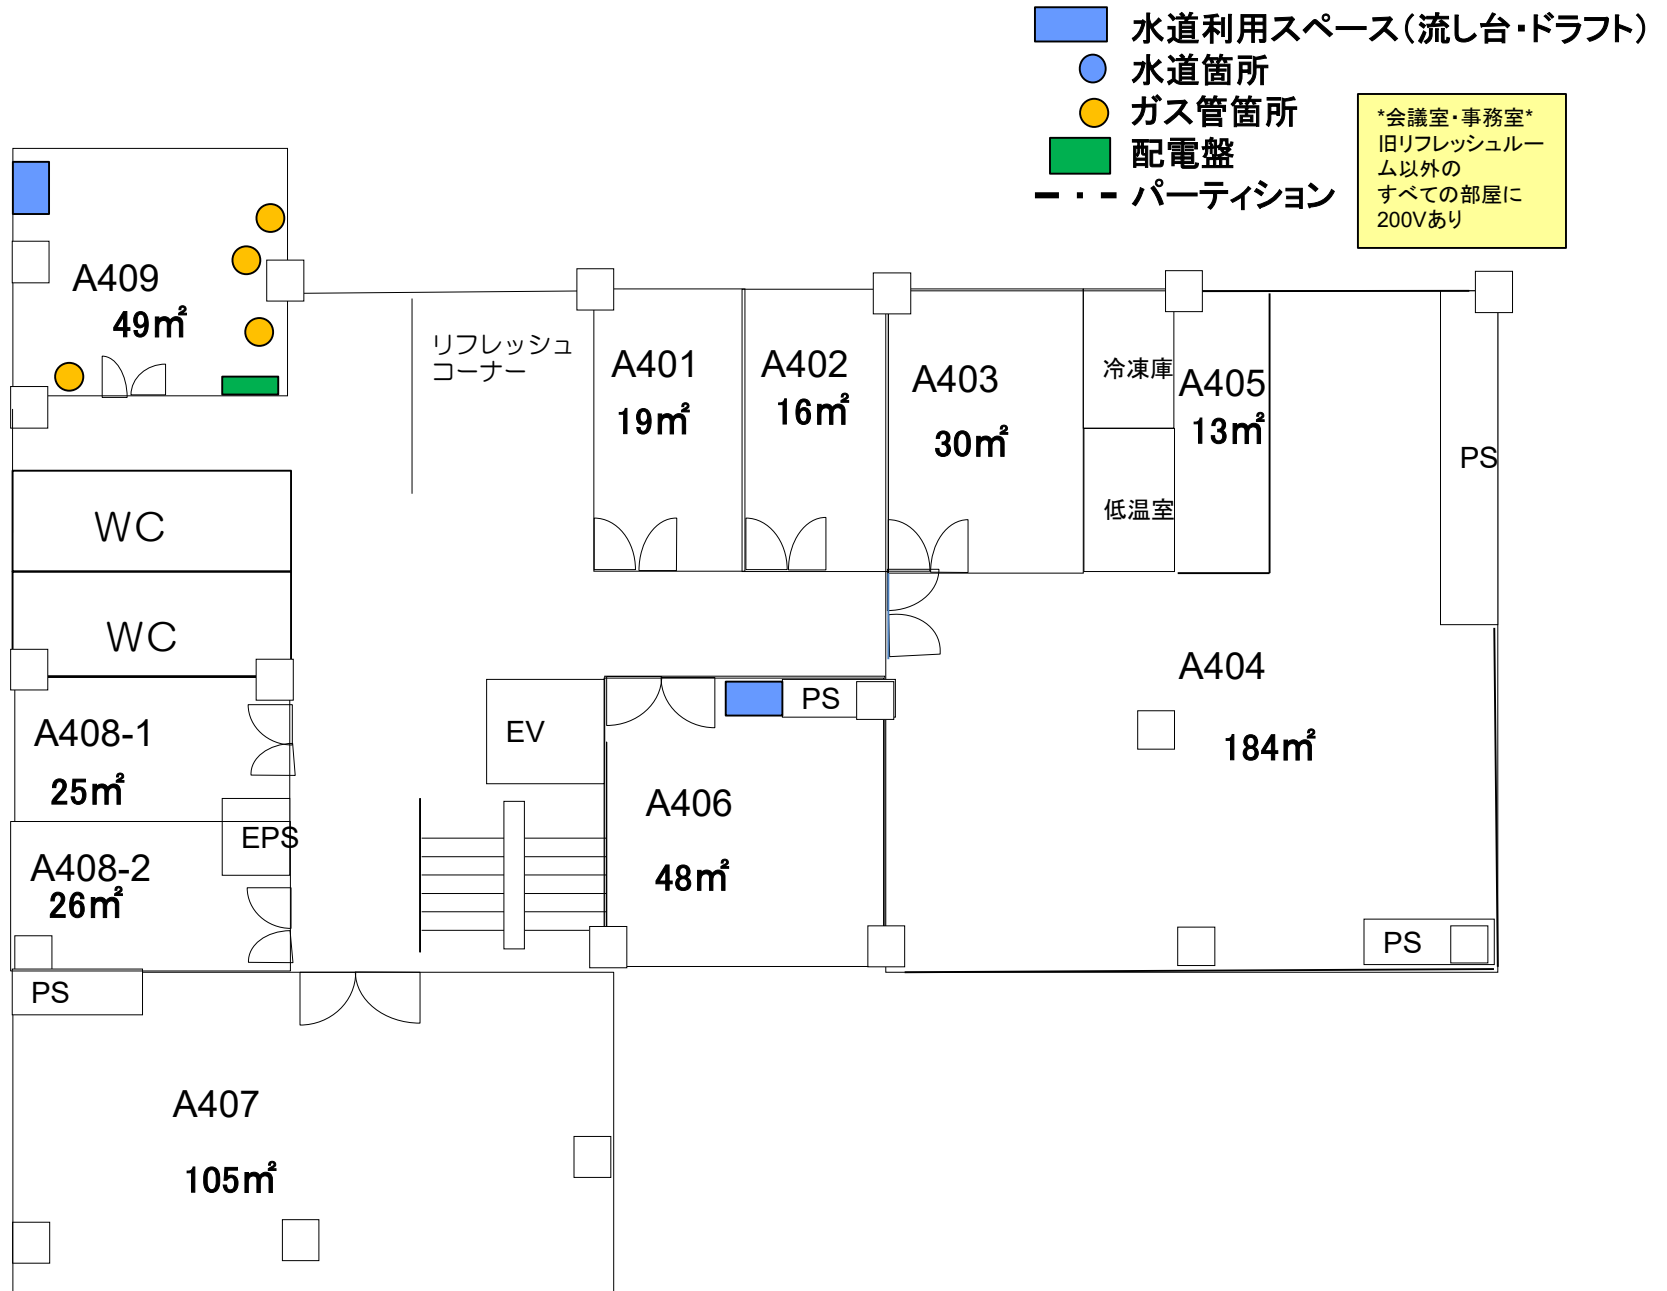 水道利用スペース（流し台・ドラフト）
水道箇所
ガス管箇所
配電盤
パーティション
*会議室・事務室*
旧リフレッシュルー
ム以外の
すべての部屋に
200Vあり
A409
49㎡
リフレッシュ
コーナー
A401
19㎡
A402
16㎡
A403
30㎡
冷凍庫
低温室
A405
13㎡
PS
WC
WC
A404
184㎡
A408-1
25㎡
EPS
A408-2
26㎡
EV
PS
A406
48㎡
PS
PS
A407
105㎡